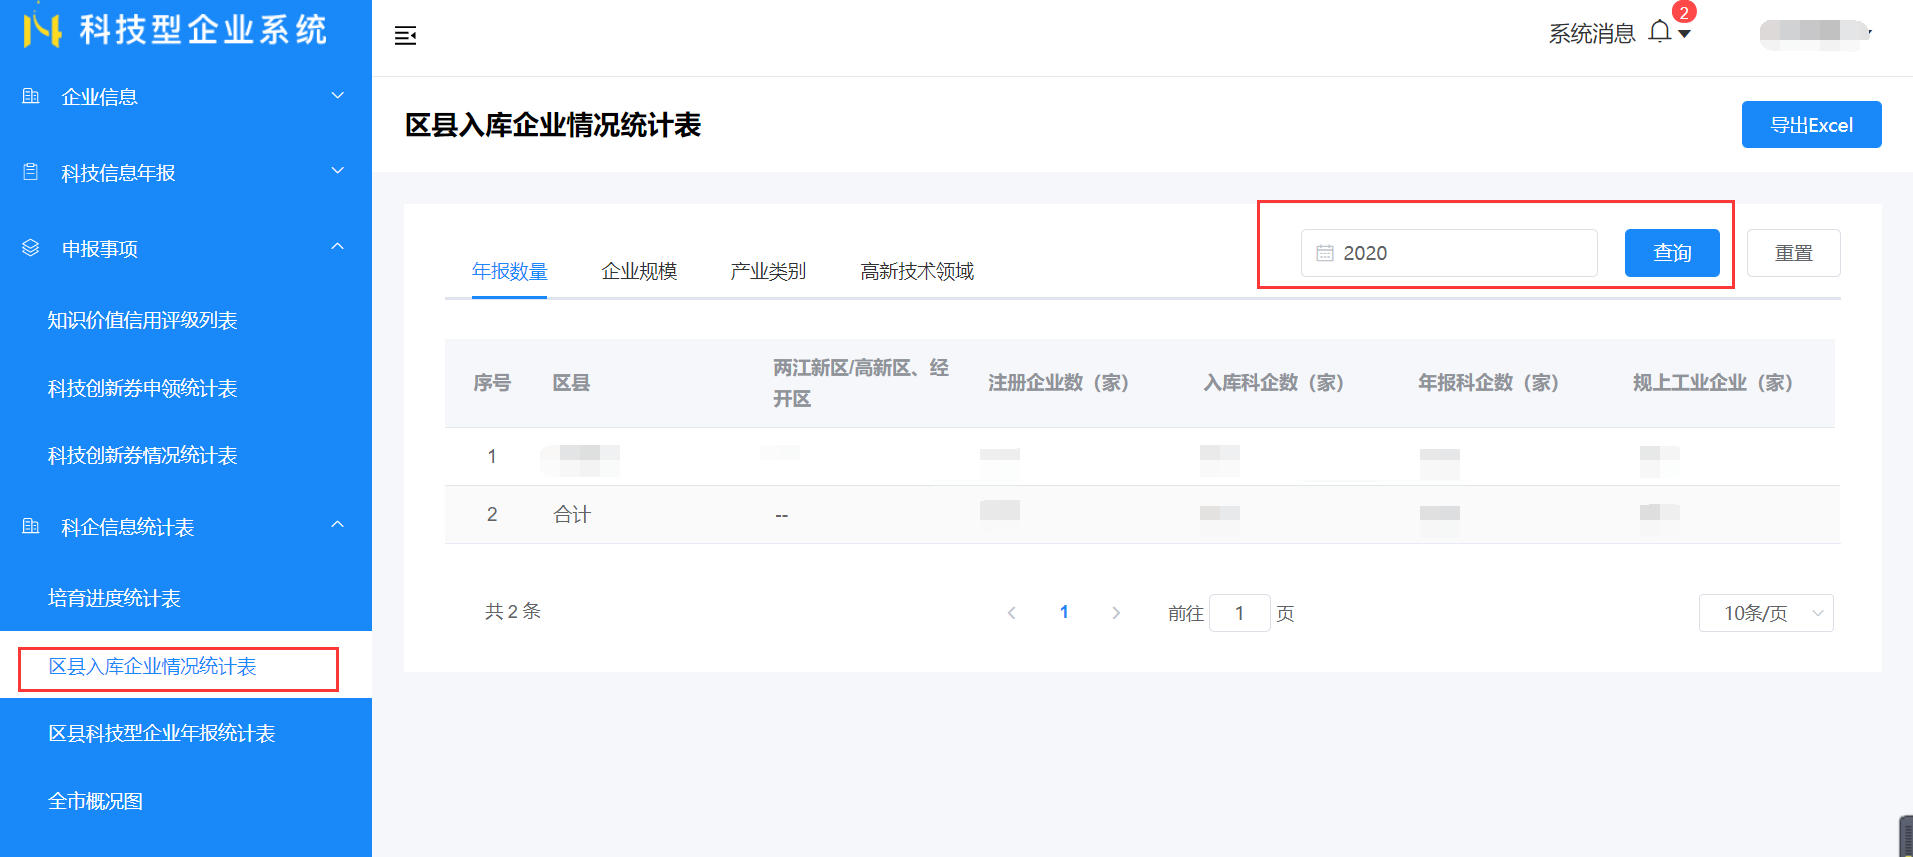 科技型企业系统
企业信息
科技信息年报
申报事项
知识价值信用评级列表
科技创新券申领统计表
科技创新券情况统计表
科企信息统计表
培育进度统计表
区县入库企业情况统计表
区县科技型企业年报统计表
全市概况图
系统消息
2
区县入库企业情况统计表
导出Excel
年报数量
企业规模
产业类别
高新技术领域
2020
查询
重置
序号
区县
两江新区/高新区、经
开区
注册企业数（家）
入库科企数（家）
年报科企数（家）
规上工业企业（家）
1
2
合计
--
共 2 条
1
前往
1
页
10条/页